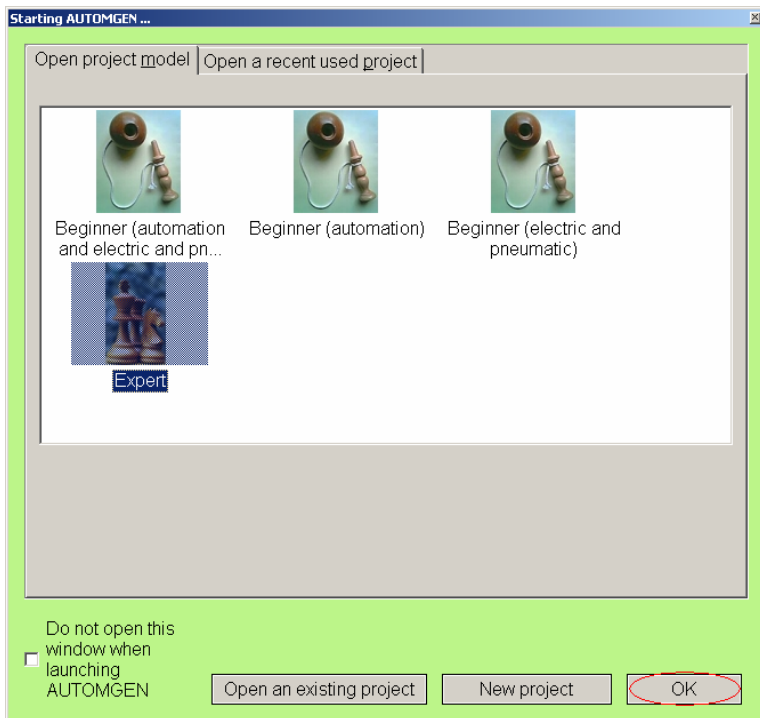 Starting AUTOMGEN ...
Open project model
Open a recent used project
Beginner (automation
and electric and pn...
Beginner (automation)
Beginner (electric and
pneumatic)
Expert
Do not open this
window when
launching
AUTOMGEN
Open an existing project
New project
OK